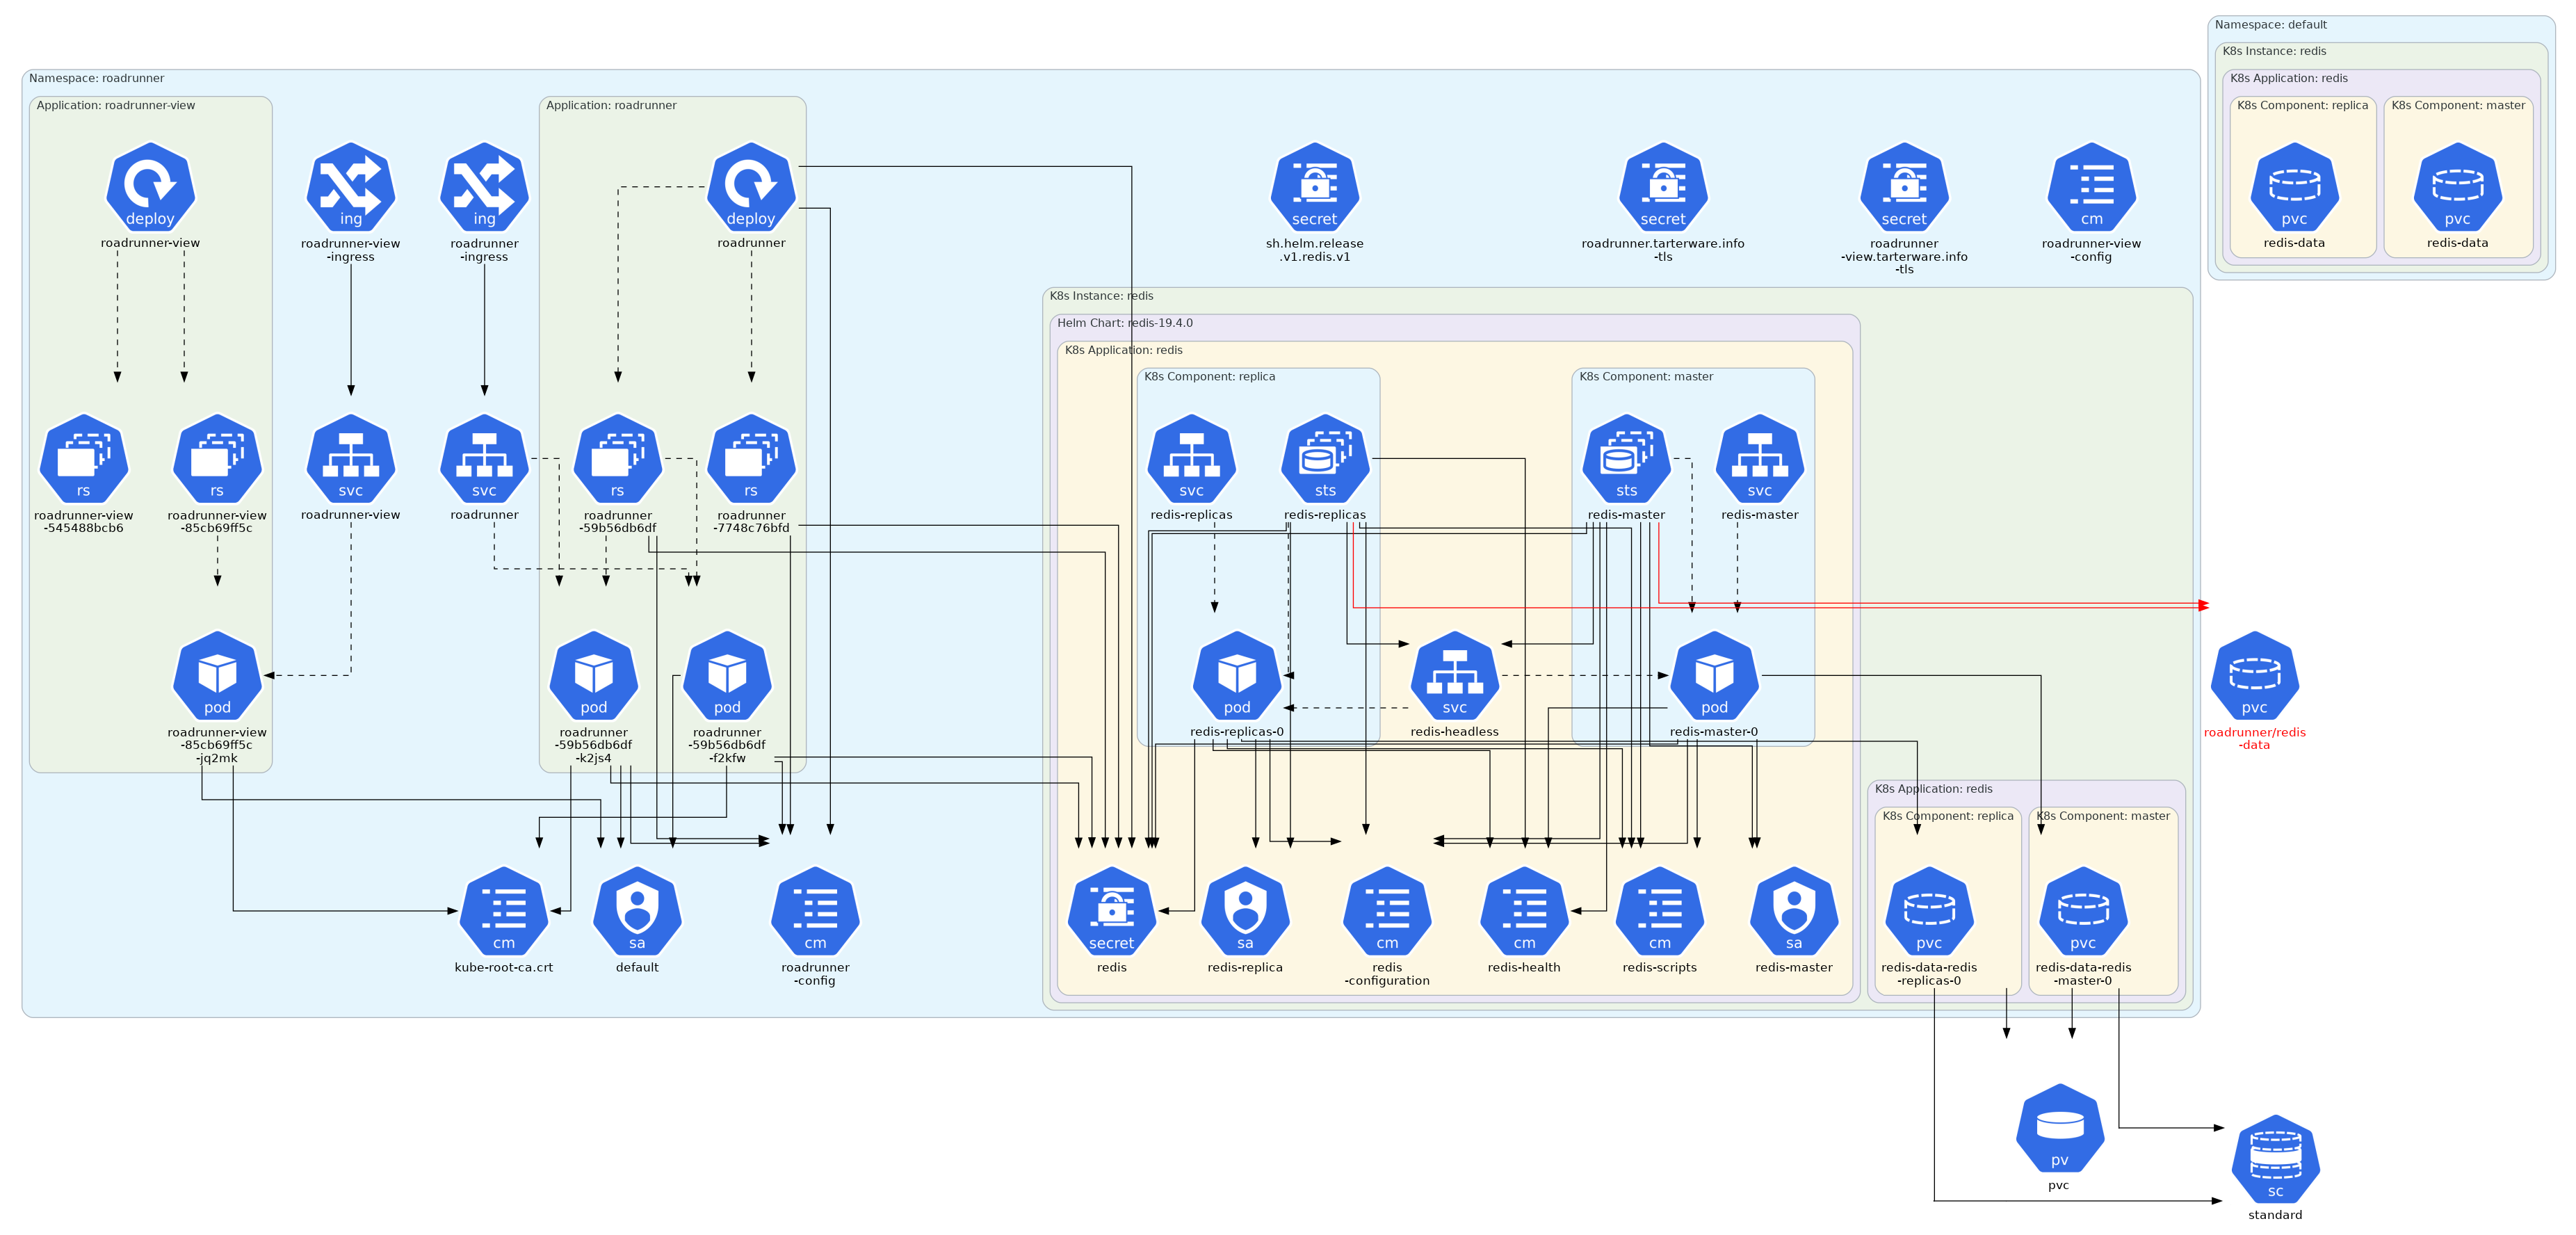 Namespace: default
K8s Instance: redis
Namespace: roadrunner
K8s Application: redis
Application: roadrunner-view
Application: roadrunner
K8s Component: replica
K8s Component: master
deploy
ing
ing
deploy
secret
secret
secret
cm
pvc
pvc
roadrunner-view
roadrunner-view
-ingress
roadrunner
-ingress
roadrunner
sh.helm.release
.v1.redis.v1
roadrunner.tarterware.info
-tls
roadrunner
-view.tarterware.info
-tls
roadrunner-view
-config
redis-data
redis-data
K8s Instance: redis
Helm Chart: redis-19.4.0
K8s Application: redis
K8s Component: replica
K8s Component: master
rs
rs
svc
svc
rs
rs
svc
sts
sts
svc
roadrunner-view
-545488bcb6
roadrunner-view
-85cb69ff5c
roadrunner-view
roadrunner
roadrunner
-59b56db6df
roadrunner
-7748c76bfd
redis-replicas
redis-replicas
redis-master
redis-master
pod
pod
pod
pod
svc
pod
pvc
roadrunner-view
-85cb69ff5c
-jq2mk
roadrunner
-59b56db6df
-k2js4
roadrunner
-59b56db6df
-f2kfw
redis-replicas-0
redis-headless
redis-master-0
roadrunner/redis
-data
K8s Application: redis
K8s Component: replica
K8s Component: master
cm
sa
cm
secret
sa
cm
cm
cm
sa
pvc
pvc
kube-root-ca.crt
default
roadrunner
-config
redis
redis-replica
redis
-configuration
redis-health
redis-scripts
redis-master
redis-data-redis
-replicas-0
redis-data-redis
-master-0
pv
pvc
sc
standard